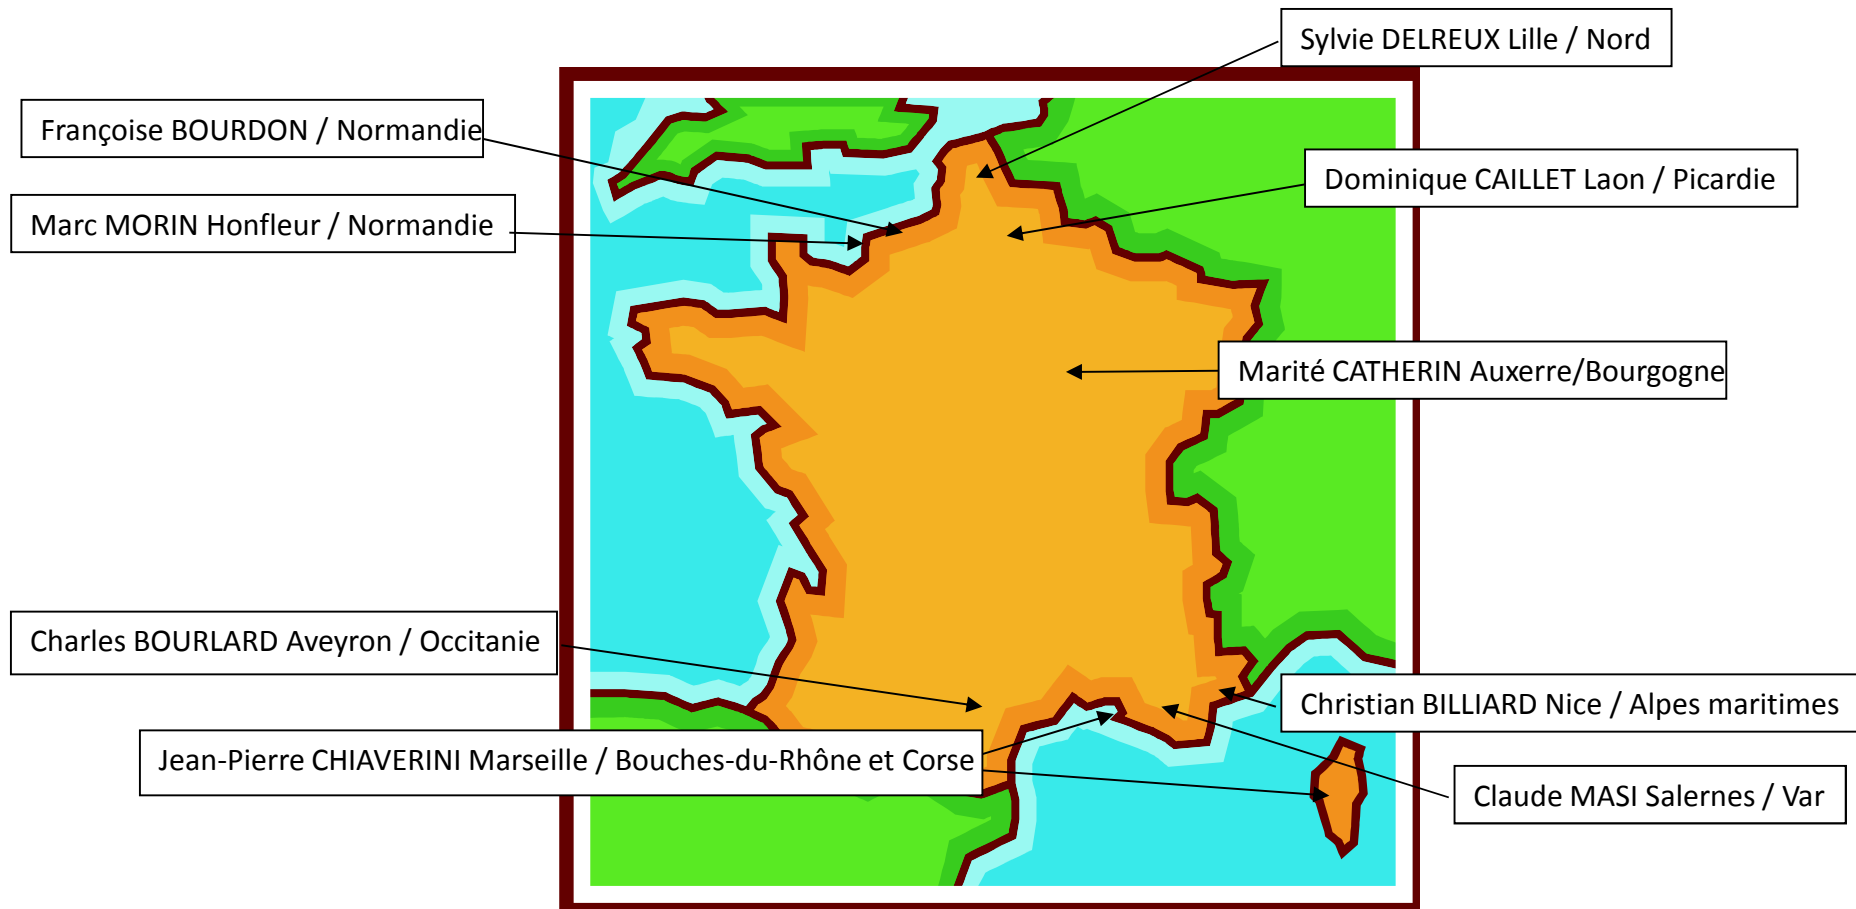 Sylvie DELREUX Lille / Nord
Françoise BOURDON / Normandie
Dominique CAILLET Laon / Picardie
Marc MORIN Honfleur / Normandie
Marité CATHERIN Auxerre/Bourgogne
Charles BOURLARD Aveyron / Occitanie
Christian BILLIARD Nice / Alpes maritimes
Jean-Pierre CHIAVERINI Marseille / Bouches-du-Rhône et Corse
Claude MASI Salernes / Var